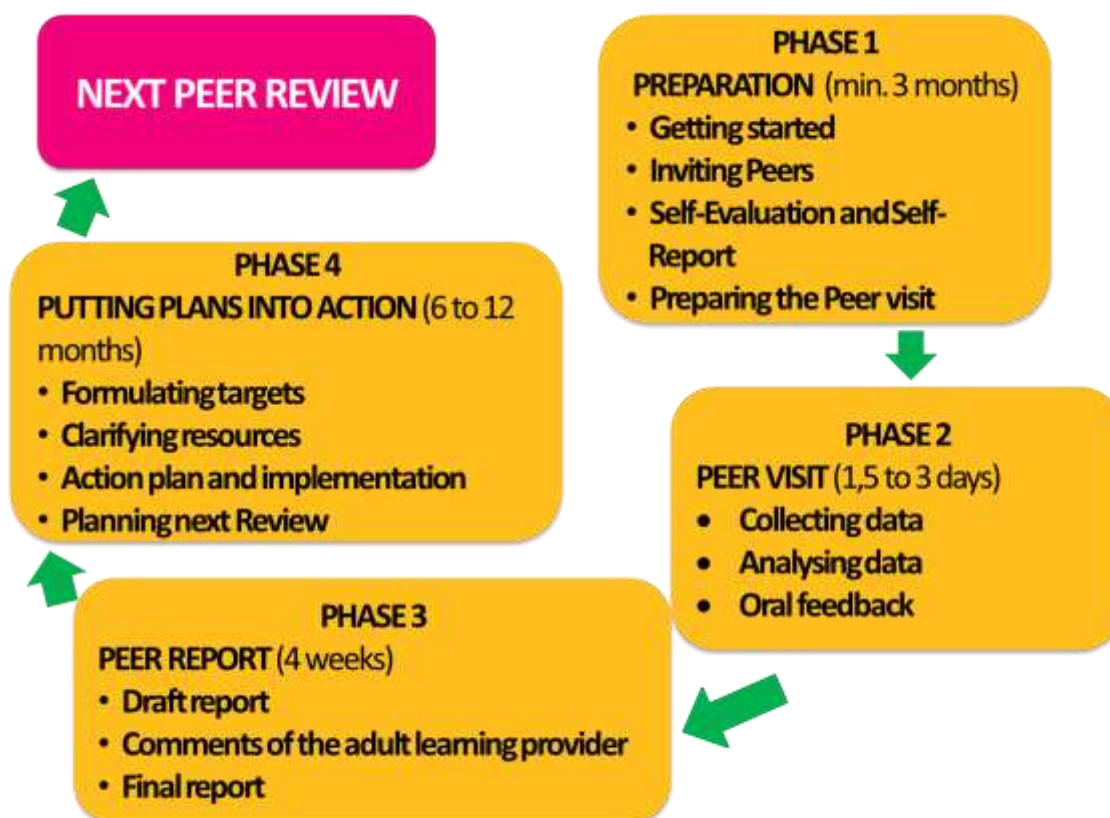 NEXT PEER REVIEW
PHASE 1
PREPARATION (min. 3 months)
• Getting started
• Inviting Peers
• Self-Evaluation and Self-
Report
• Preparing the Peer visit
PHASE 2
PEER VISIT (1,5 to 3 days)
• Collecting data
• Analysing data
• Oral feedback
PHASE 3
PEER REPORT (4 weeks)
• Draft report
• Comments of the adult learning provider
• Final report
PHASE 4
PUTTING PLANS INTO ACTION (6 to 12
months)
• Formulating targets
• Clarifying resources
• Action plan and implementation
• Planning next Review